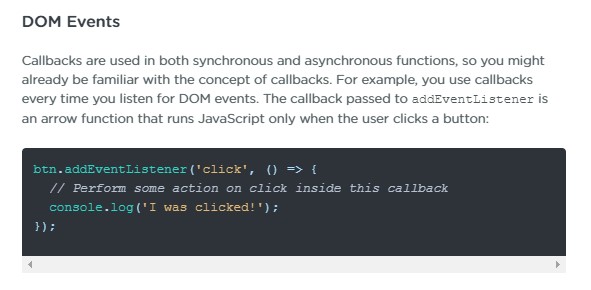 DOM Events
Callbacks are used in both synchronous and asynchronous functions, so you might
already be familiar with the concept of callbacks. For example, you use callbacks
every time you listen for DOM events. The callback passed to addEventListener is
an arrow function that runs JavaScript only when the user clicks a button:
btn.addEventListener('click', () => {
  // Perform some action on click inside this callback
  console.log('I was clicked!');
});